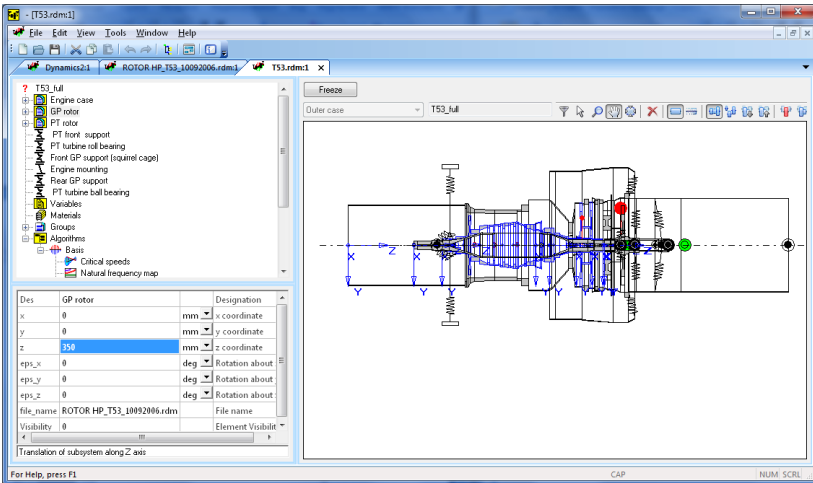 - [T53.rdm:1]
File Edit View Tools Window Help
Dynamics2:1 ROTOR HP_T53_10092006.rdm:1 T53.rdm:1 x
? T53_full
Engine case
GP rotor
PT rotor
PT front support
PT turbine roll bearing
Front GP support (squirrel cage)
Engine mounting
Rear GP support
PT turbine ball bearing
Variables
Materials
Groups
Algorithms
Basis
Critical speeds
Natural frequency map
Freeze
Outer case T53_full
Z Z Z
X X X X X X
Y Y Y Y Y Y
Des GP rotor Designation
x 0 mm x coordinate
y 0 mm y coordinate
z 350 mm z coordinate
eps_x 0 deg Rotation about
eps_y 0 deg Rotation about
eps_z 0 deg Rotation about
file_name ROTOR HP_T53_10092006.rdm File name
Visibility 0 Element Visibilit
Translation of subsystem along Z axis
For Help, press F1 CAP NUM SCRL